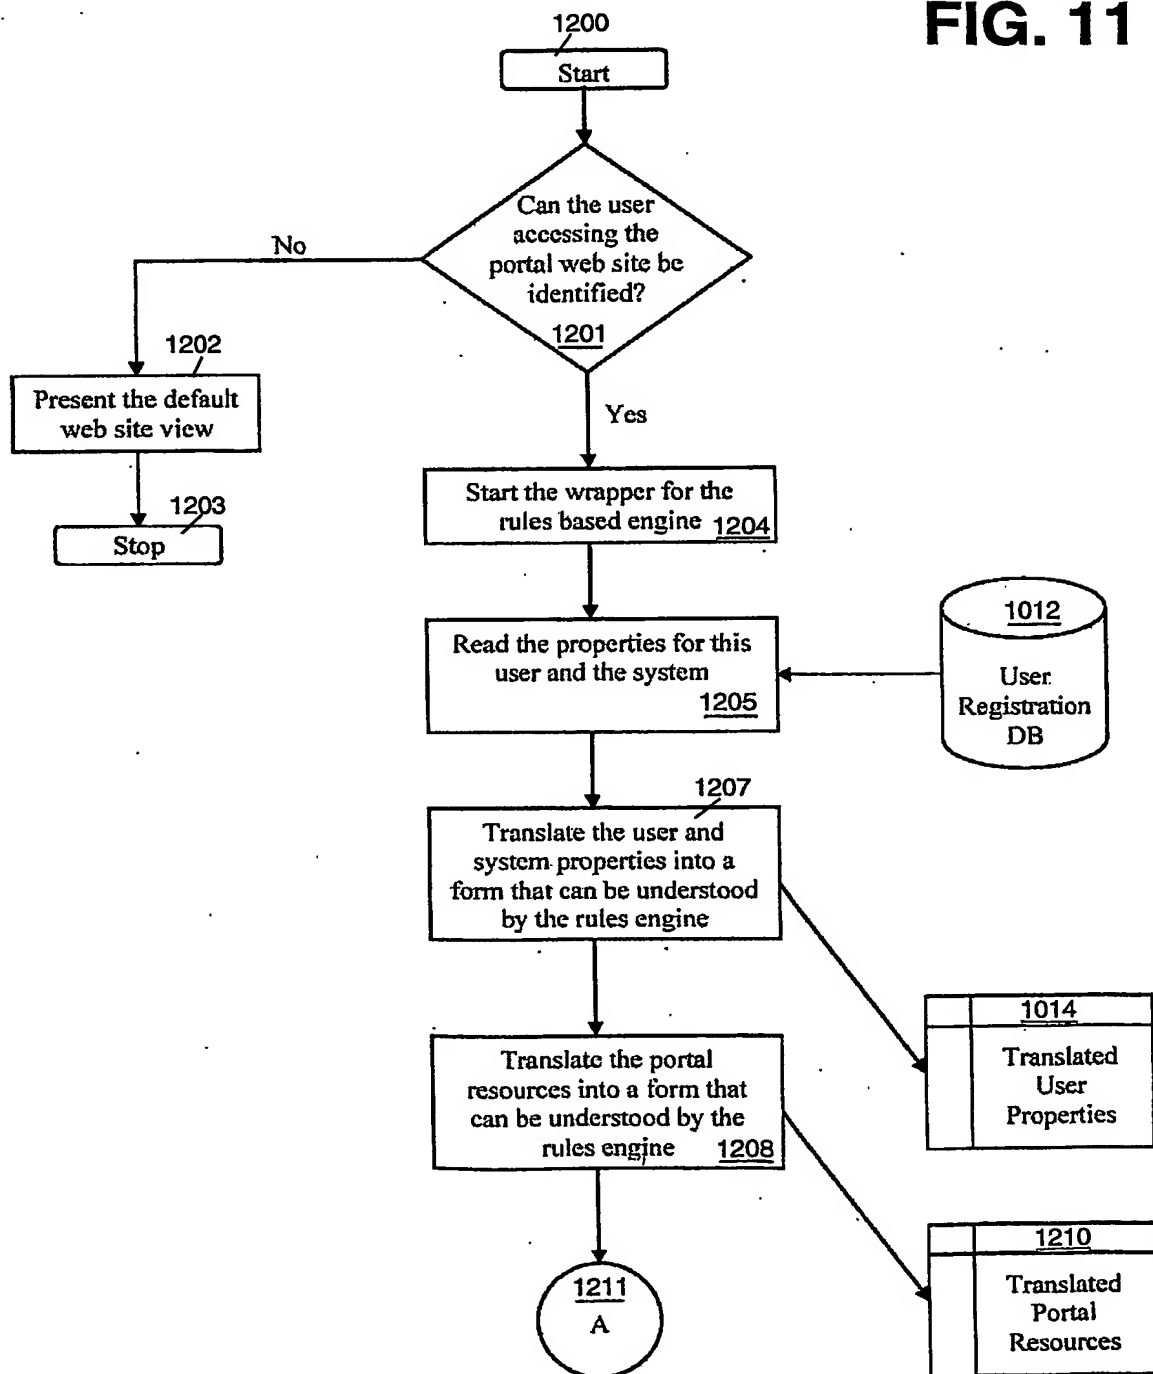 FIG. 11
1200
Start
Can the user
accessing the
portal web site be
identified?
1201
No
Yes
1202
Present the default
web site view
1203
Stop
Start the wrapper for the
rules based engine 1204
Read the properties for this
user and the system
1205
1012
User
Registration
DB
1207
Translate the user and
system properties into a
form that can be understood
by the rules engine
1014
Translated
User
Properties
Translate the portal
resources into a form that
can be understood by the
rules engine 1208
1210
Translated
Portal
Resources
1211
A